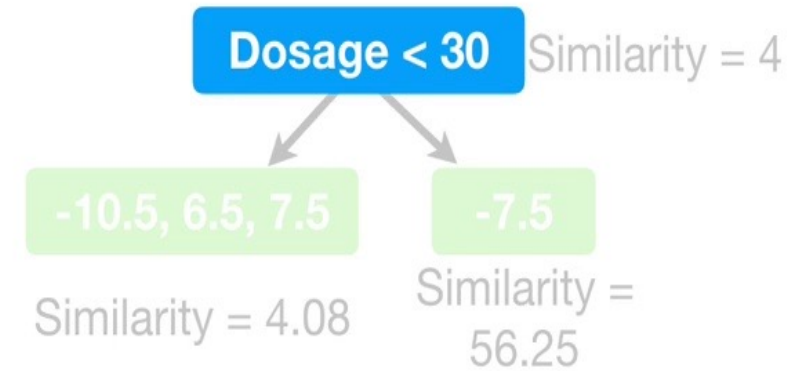 Dosage < 30 Similarity = 4
-10.5, 6.5, 7.5 -7.5
Similarity = 4.08
Similarity =
56.25